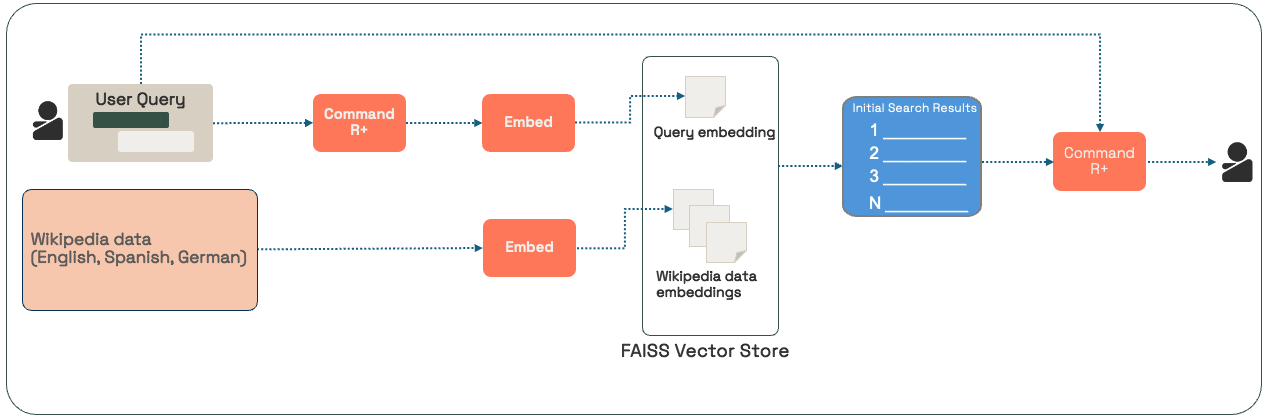 User Query
Command
R+
Embed
Query embedding
Initial Search Results
1
2
3
N
Command
R+
Wikipedia data
(English, Spanish, German)
Embed
Wikipedia data
embeddings
FAISS Vector Store